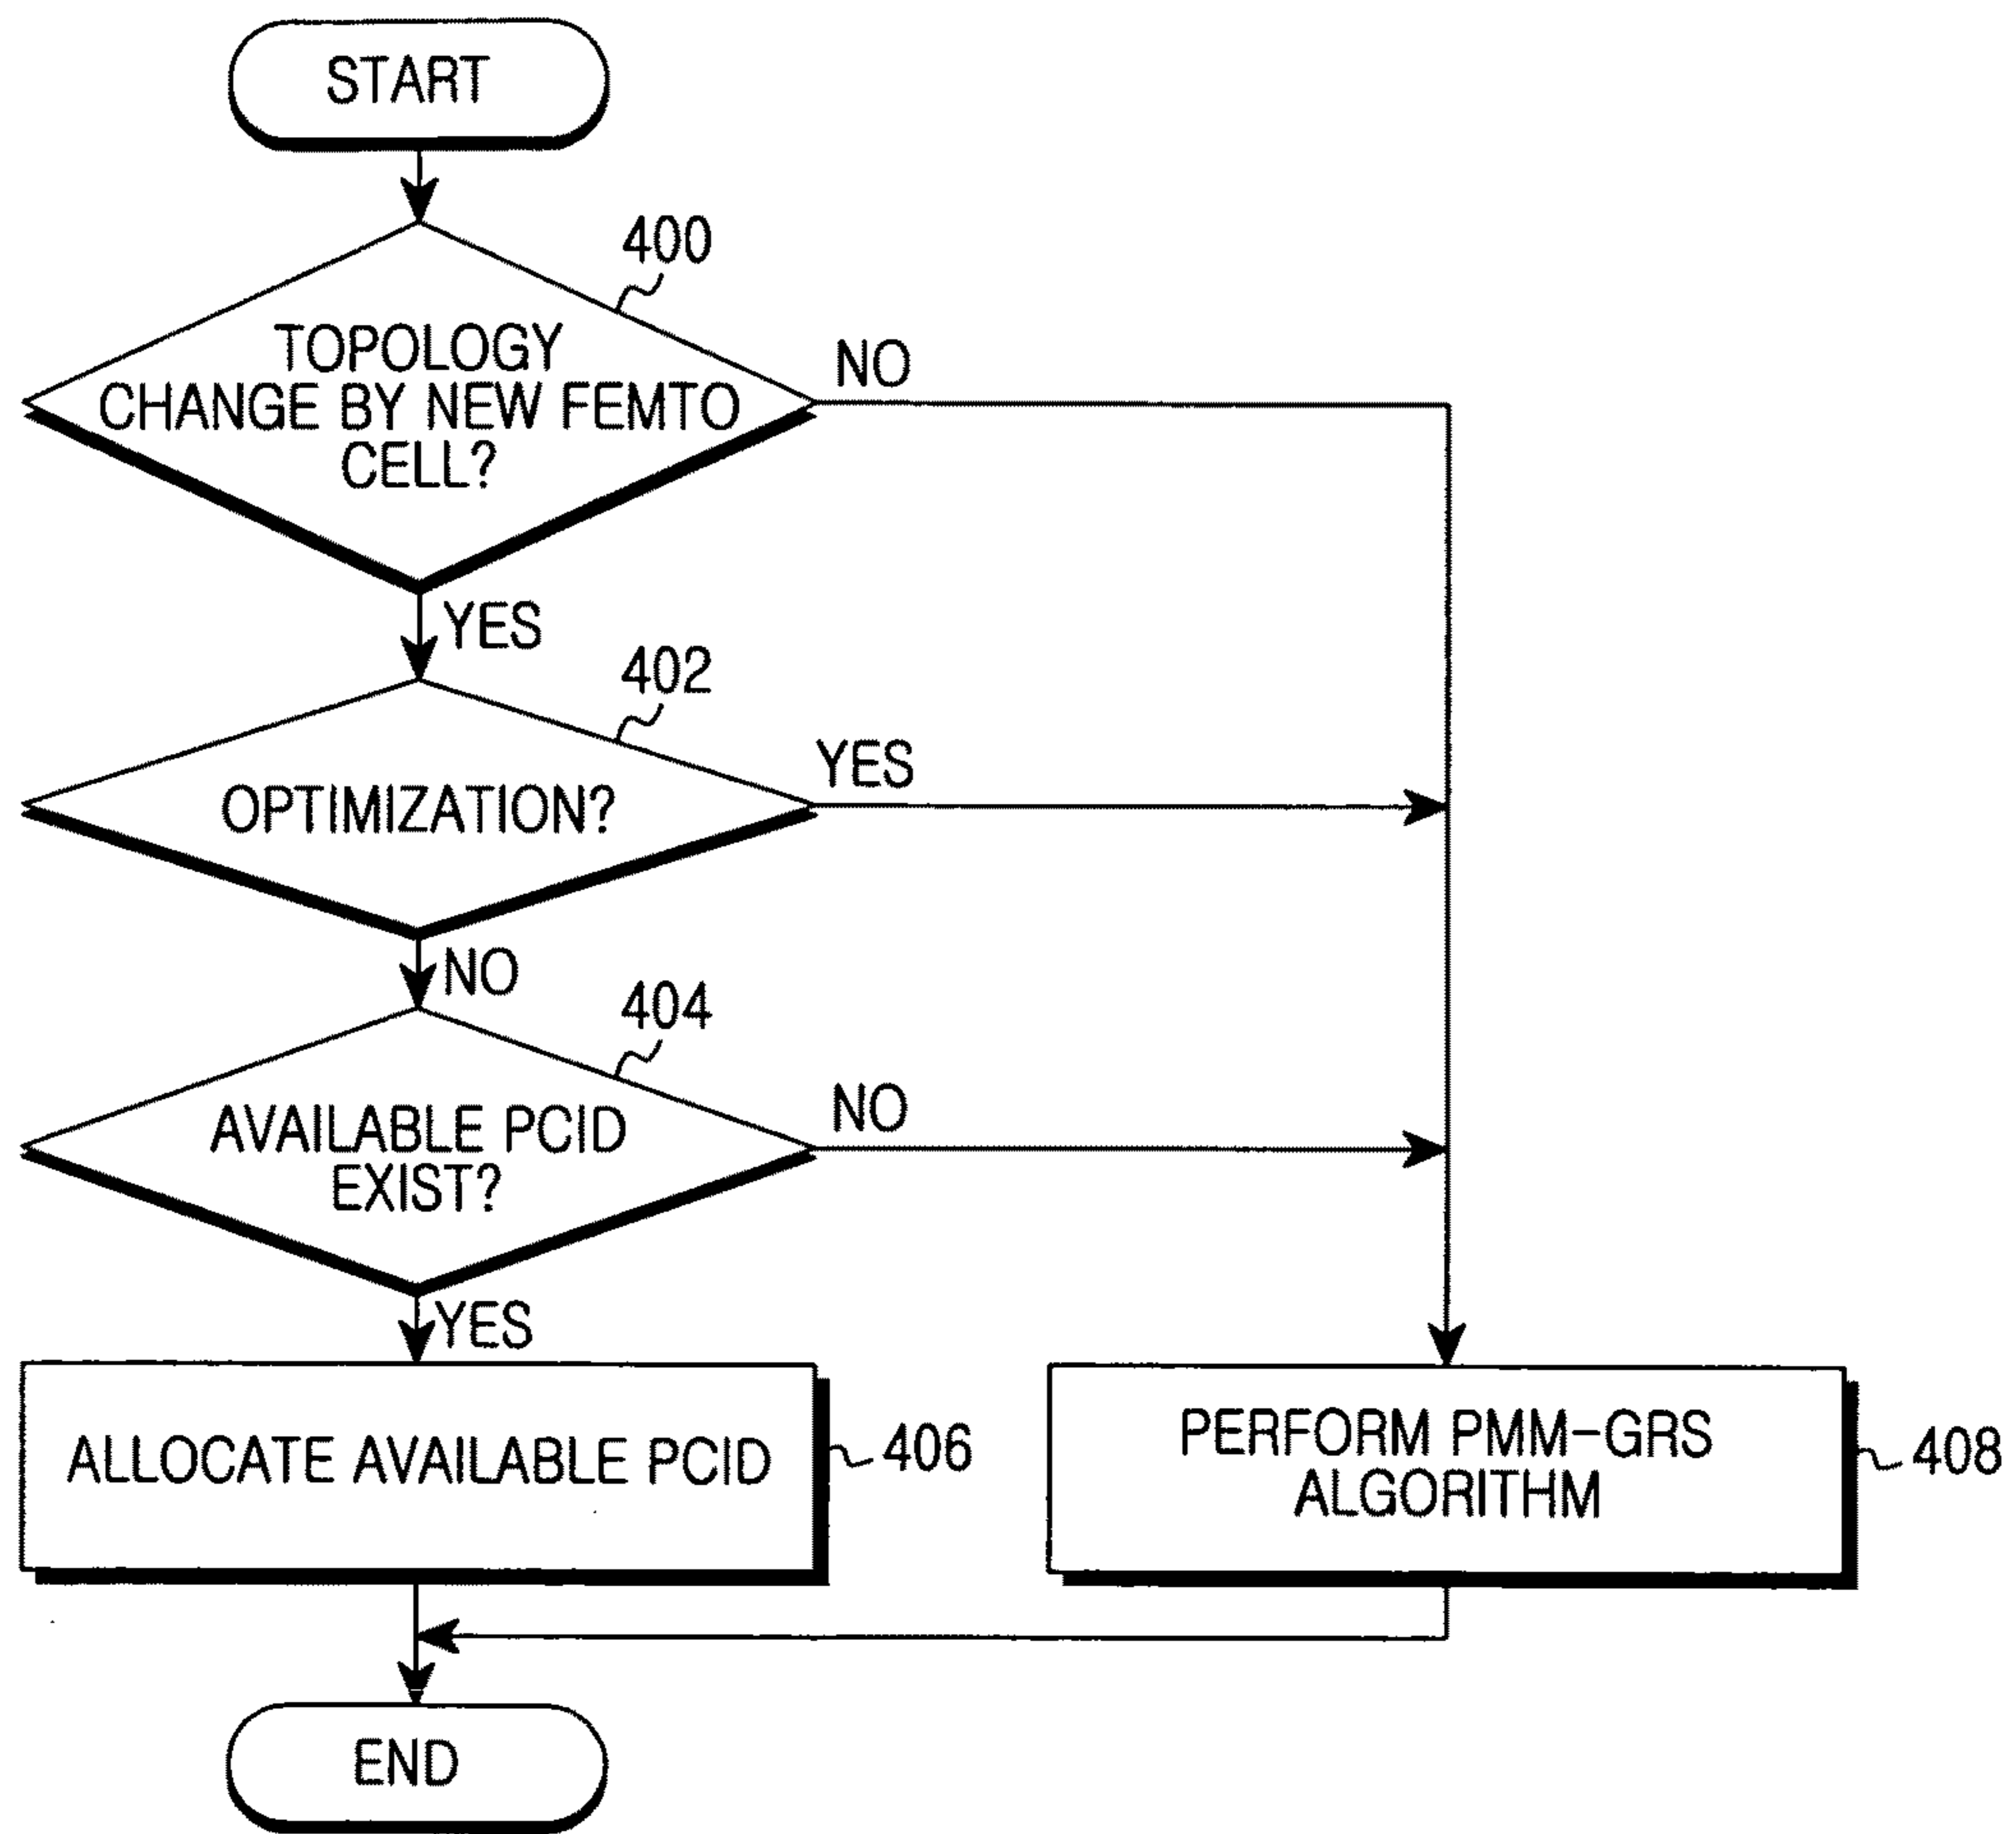 START
400
TOPOLOGY
CHANGE BY NEW FEMTO
CELL?
NO
YES
402
OPTIMIZATION?
YES
NO
404
AVAILABLE PCID
EXIST?
NO
YES
ALLOCATE AVAILABLE PCID
406
PERFORM PMM-GRS
ALGORITHM
408
END